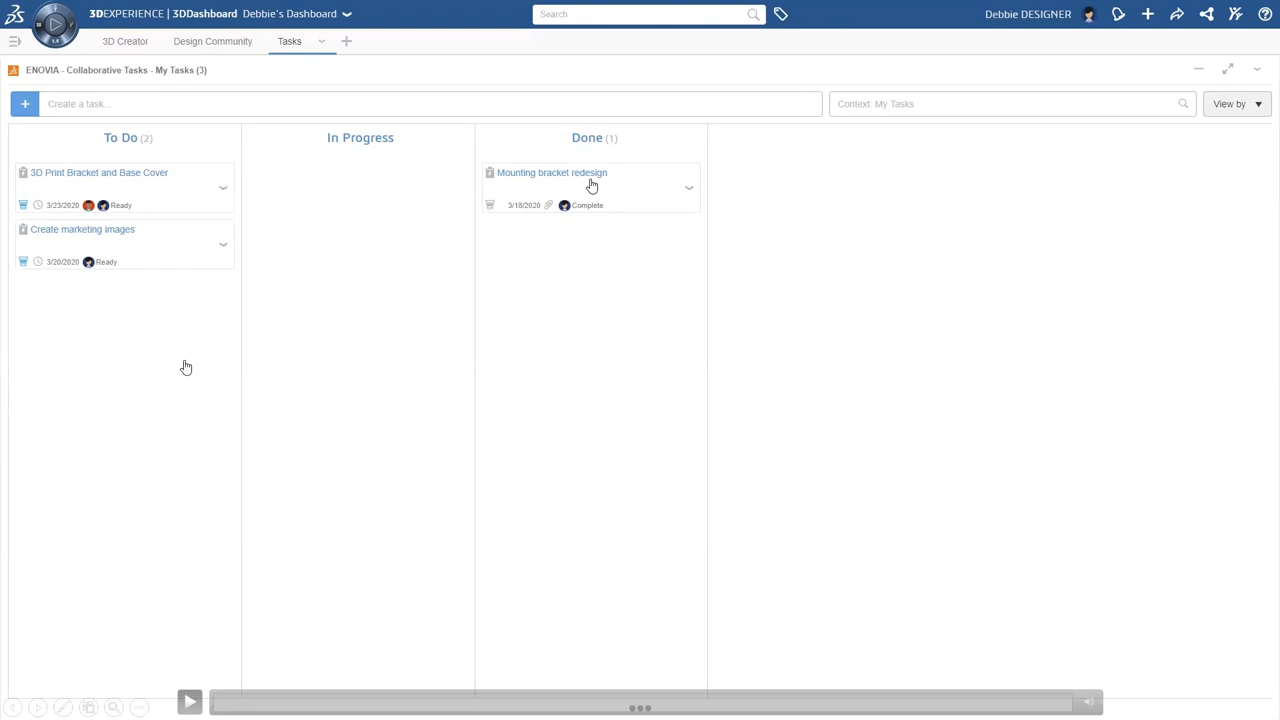 3DEXPERIENCE | 3DDashboard Debbie's Dashboard
Search
Debbie DESIGNER
3D Creator
Design Community
Tasks
ENOVIA - Collaborative Tasks - My Tasks (3)
Create a task...
Context: My Tasks
View by
To Do (2)
In Progress
Done (1)
3D Print Bracket and Base Cover
3/23/2020 Ready
Create marketing images
3/20/2020 Ready
Mounting bracket redesign
3/18/2020 Complete